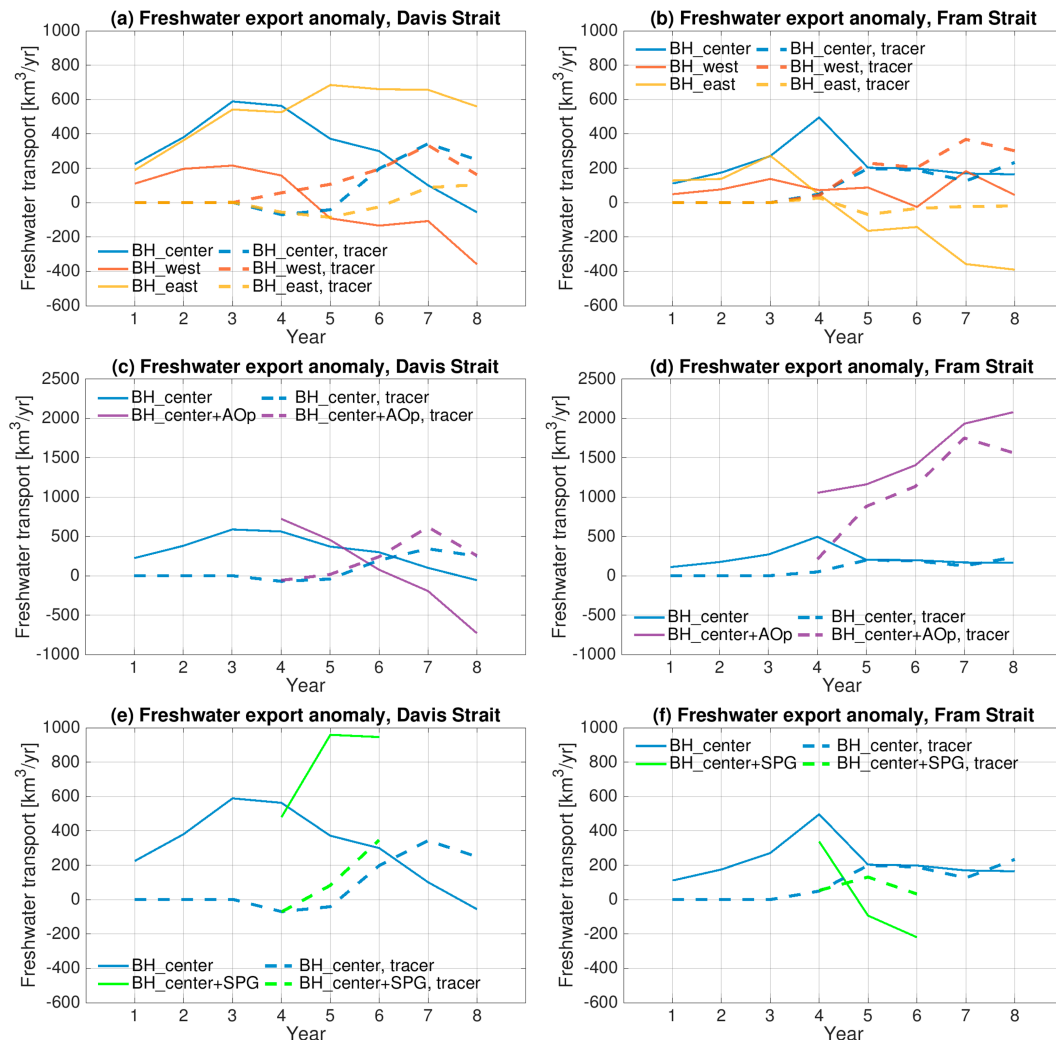 (a) Freshwater export anomaly, Davis Strait
Freshwater transport [km³/yr]
1000
800
600
400
200
0
-200
-400
-600
BH_center
BH_west
BH_east
BH_center, tracer
BH_west, tracer
BH_east, tracer
1 2 3 4 5 6 7 8
Year
(b) Freshwater export anomaly, Fram Strait
Freshwater transport [km³/yr]
1000
800
600
400
200
0
-200
-400
-600
BH_center
BH_west
BH_east
BH_center, tracer
BH_west, tracer
BH_east, tracer
1 2 3 4 5 6 7 8
Year
(c) Freshwater export anomaly, Davis Strait
Freshwater transport [km³/yr]
2500
2000
1500
1000
500
0
-500
-1000
BH_center
BH_center+AOp
BH_center, tracer
BH_center+AOp, tracer
1 2 3 4 5 6 7 8
Year
(d) Freshwater export anomaly, Fram Strait
Freshwater transport [km³/yr]
2500
2000
1500
1000
500
0
-500
-1000
BH_center
BH_center+AOp
BH_center, tracer
BH_center+AOp, tracer
1 2 3 4 5 6 7 8
Year
(e) Freshwater export anomaly, Davis Strait
Freshwater transport [km³/yr]
1000
800
600
400
200
0
-200
-400
-600
BH_center
BH_center+SPG
BH_center, tracer
BH_center+SPG, tracer
1 2 3 4 5 6 7 8
Year
(f) Freshwater export anomaly, Fram Strait
Freshwater transport [km³/yr]
1000
800
600
400
200
0
-200
-400
-600
BH_center
BH_center+SPG
BH_center, tracer
BH_center+SPG, tracer
1 2 3 4 5 6 7 8
Year